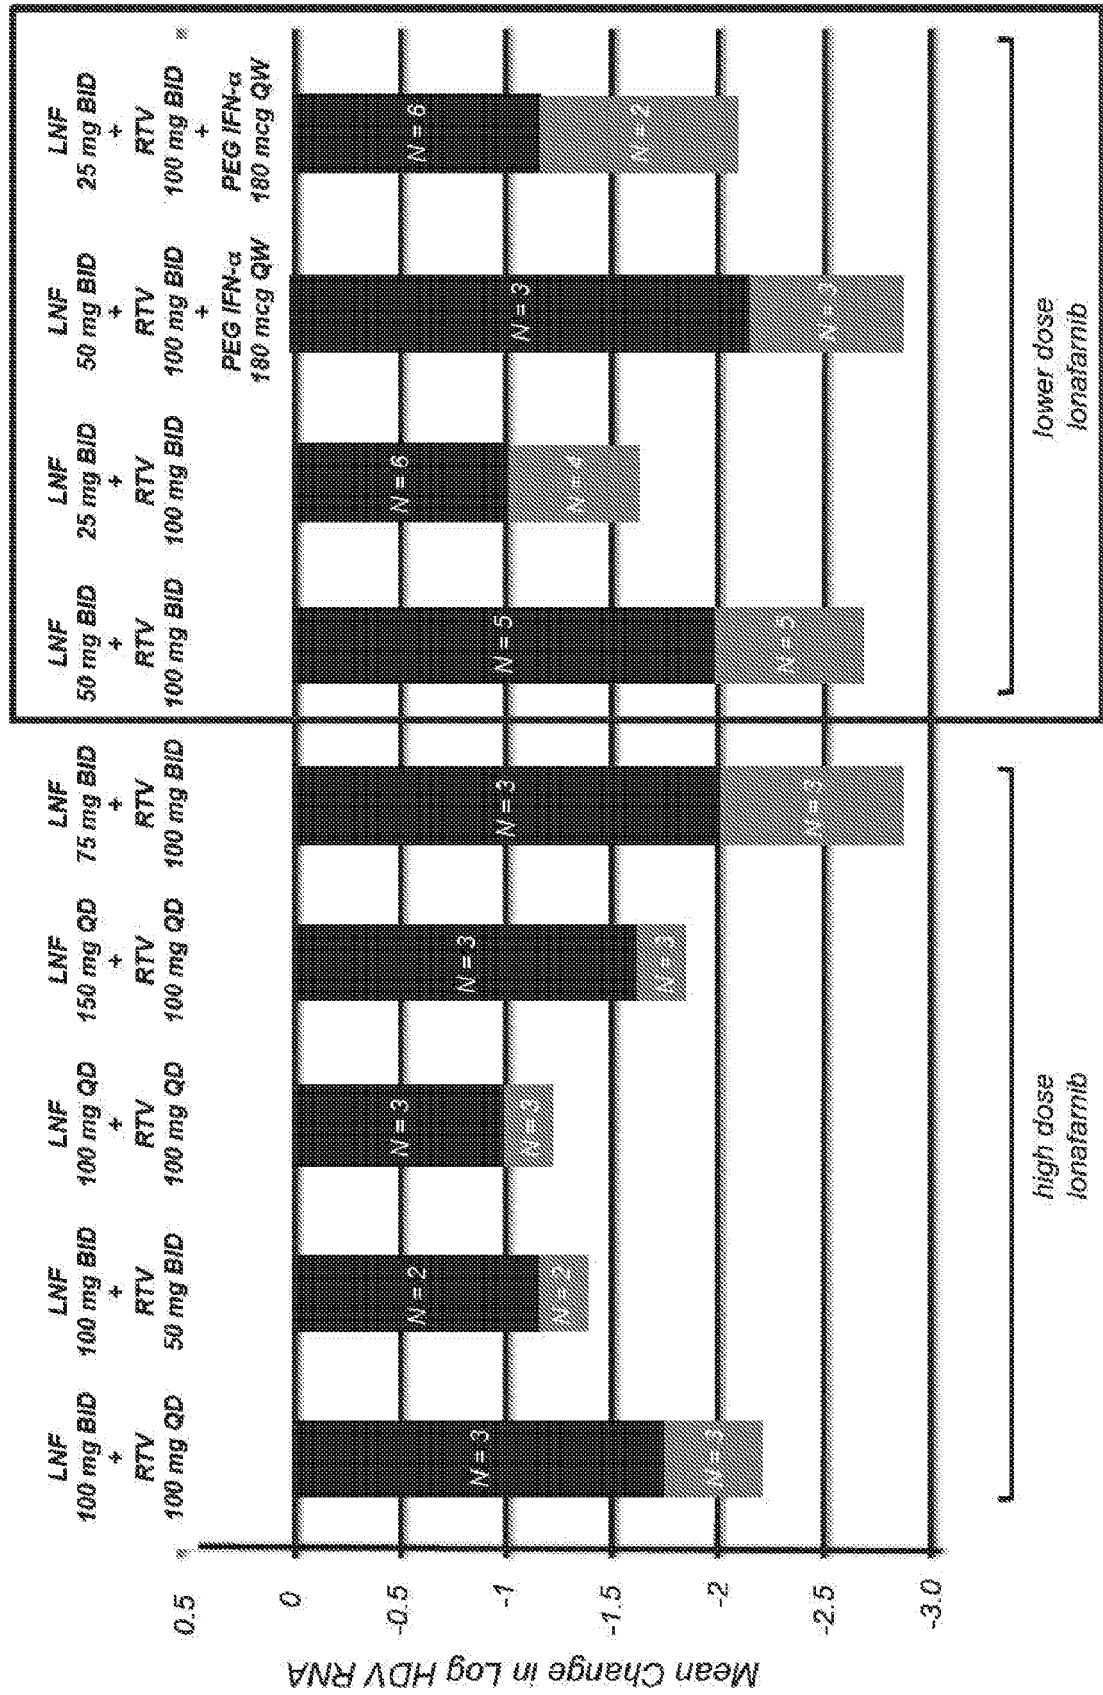 LNF
100 mg BID
+
RTV
100 mg QD
LNF
100 mg BID
+
RTV
50 mg BID
LNF
100 mg QD
+
RTV
100 mg QD
LNF
150 mg QD
+
RTV
100 mg QD
LNF
75 mg BID
+
RTV
100 mg BID
LNF
50 mg BID
+
RTV
100 mg BID
LNF
25 mg BID
+
RTV
100 mg BID
LNF
50 mg BID
+
RTV
100 mg BID
+
PEG IFN-α
180 mcg QW
LNF
25 mg BID
+
RTV
100 mg BID
+
PEG IFN-α
180 mcg QW
Mean Change in Log HDV RNA
0.5
0
-0.5
-1
-1.5
-2
-2.5
-3.0
N = 3
N = 3
N = 2
N = 2
N = 3
N = 3
N = 3
N = 3
N = 3
N = 5
N = 5
N = 6
N = 4
N = 3
N = 3
N = 6
N = 2
high dose
lonafarnib
lower dose
lonafarnib